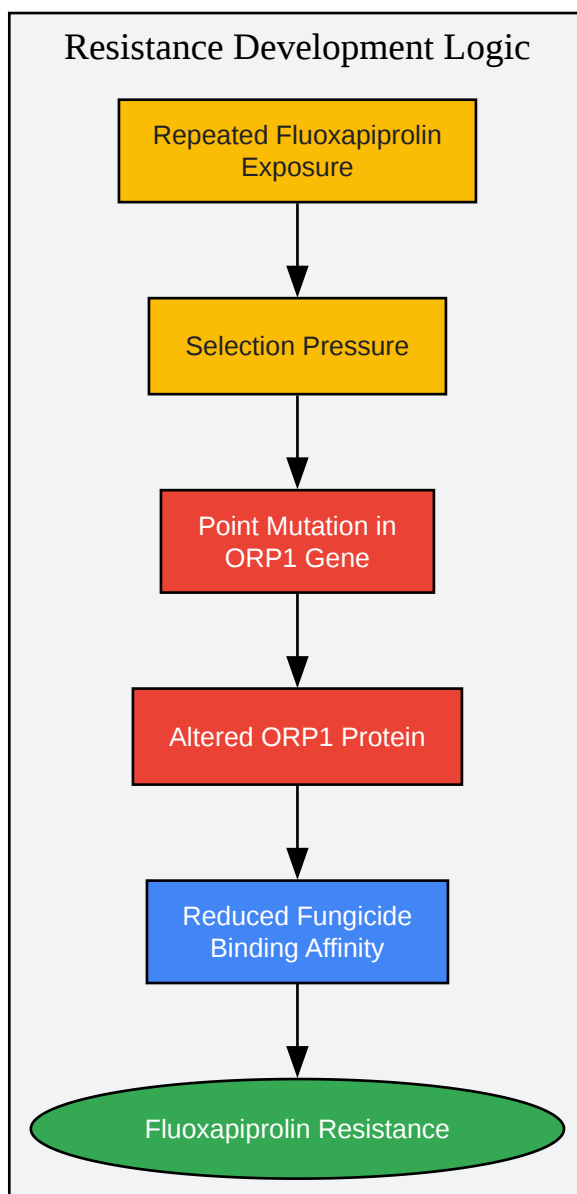 Resistance Development Logic
Repeated Fluoxapiprolin
Exposure
Selection Pressure
Point Mutation in
ORP1 Gene
Altered ORP1 Protein
Reduced Fungicide
Binding Affinity
Fluoxapiprolin Resistance